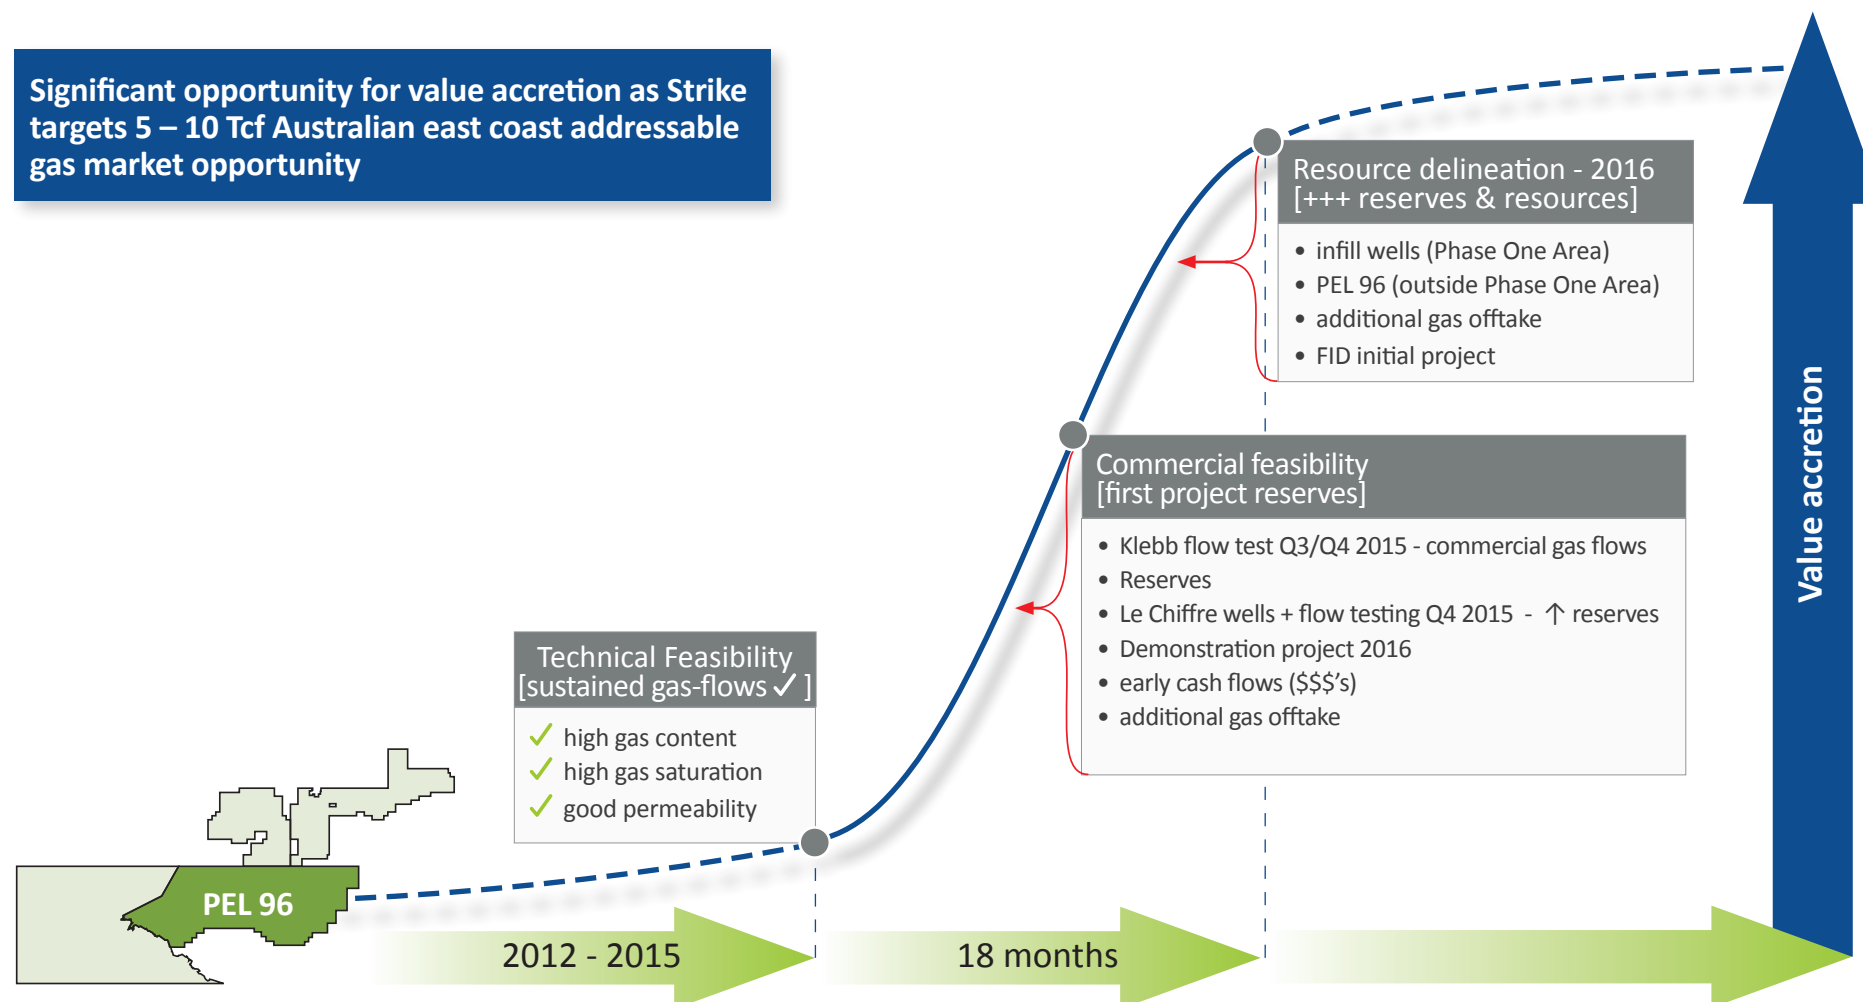 Significant opportunity for value accretion as Strike
targets 5 – 10 Tcf Australian east coast addressable
gas market opportunity
Resource delineation - 2016
[+++ reserves & resources]
• infill wells (Phase One Area)
• PEL 96 (outside Phase One Area)
• additional gas offtake
• FID initial project
Commercial feasibility
[first project reserves]
• Klebb flow test Q3/Q4 2015 - commercial gas flows
• Reserves
• Le Chiffre wells + flow testing Q4 2015 - ↑ reserves
• Demonstration project 2016
• early cash flows ($$$'s)
• additional gas offtake
Technical Feasibility
[sustained gas-flows ✓ ]
✓ high gas content
✓ high gas saturation
✓ good permeability
PEL 96
2012 - 2015
18 months
Value accretion